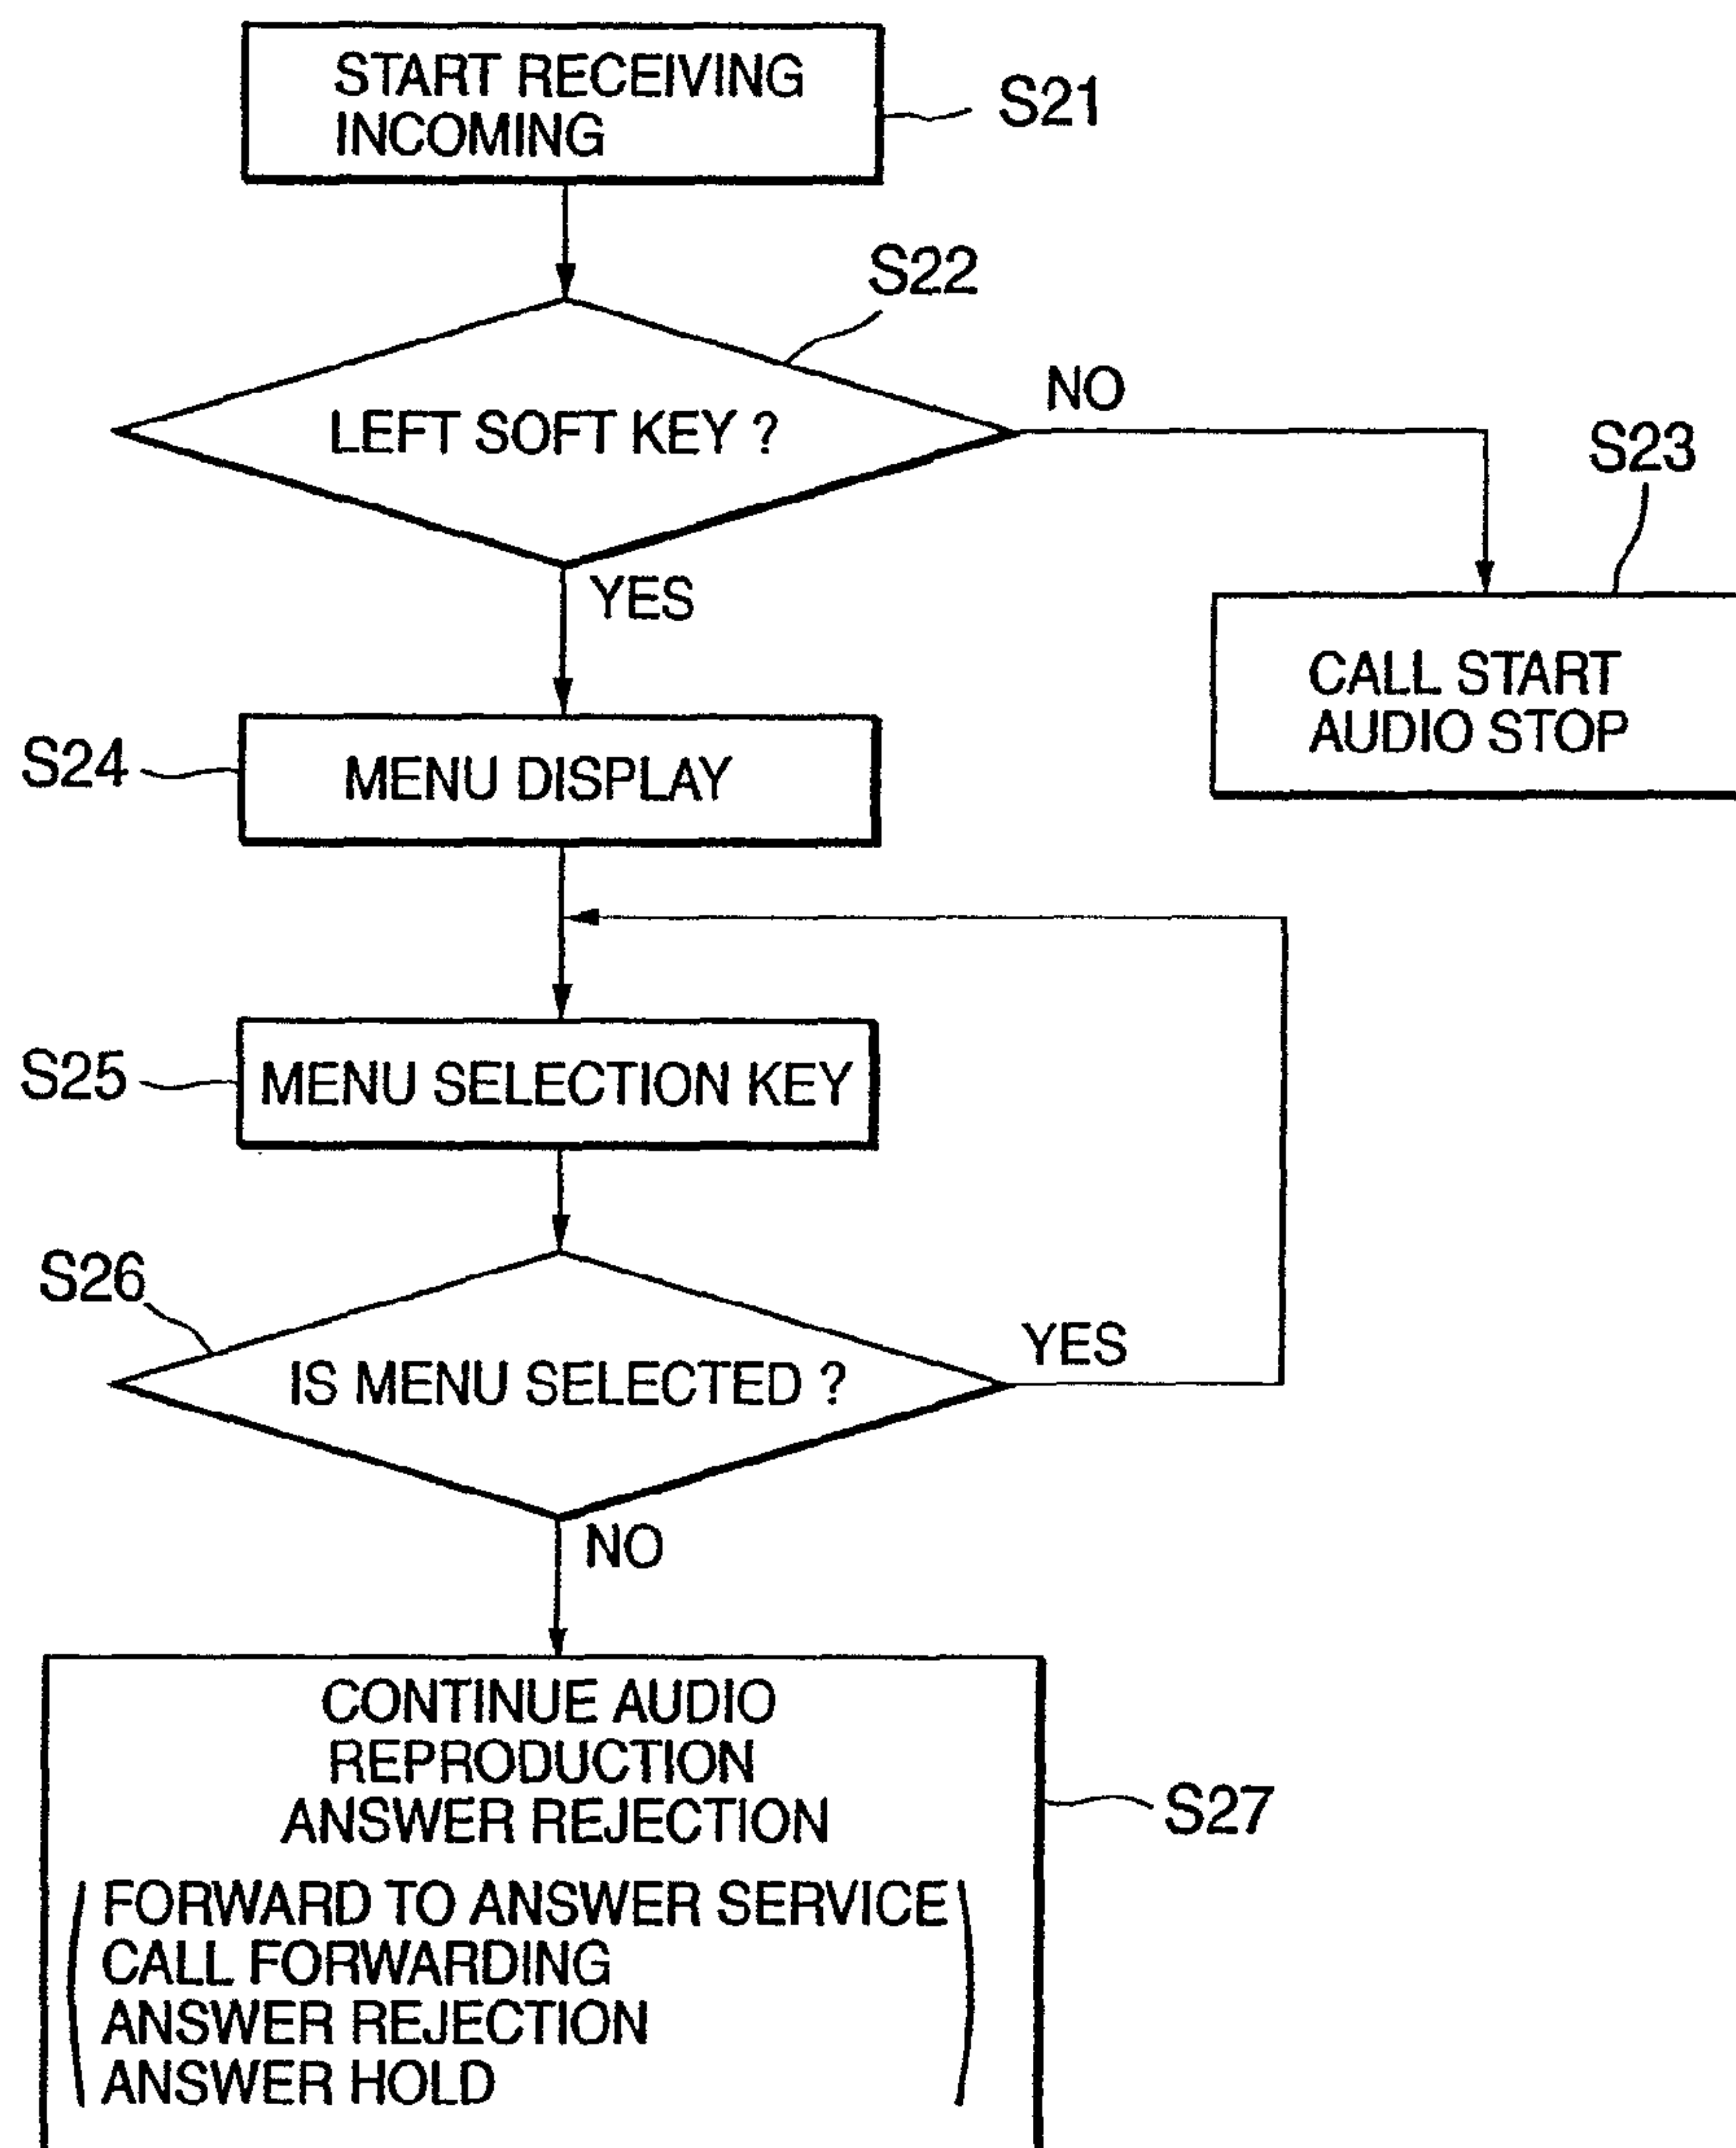 START RECEIVING
INCOMING
S21
S22
LEFT SOFT KEY ?
NO
YES
S23
CALL START
AUDIO STOP
S24
MENU DISPLAY
S25
MENU SELECTION KEY
S26
IS MENU SELECTED ?
YES
NO
CONTINUE AUDIO
REPRODUCTION
ANSWER REJECTION
S27
( FORWARD TO ANSWER SERVICE )
CALL FORWARDING
ANSWER REJECTION
ANSWER HOLD